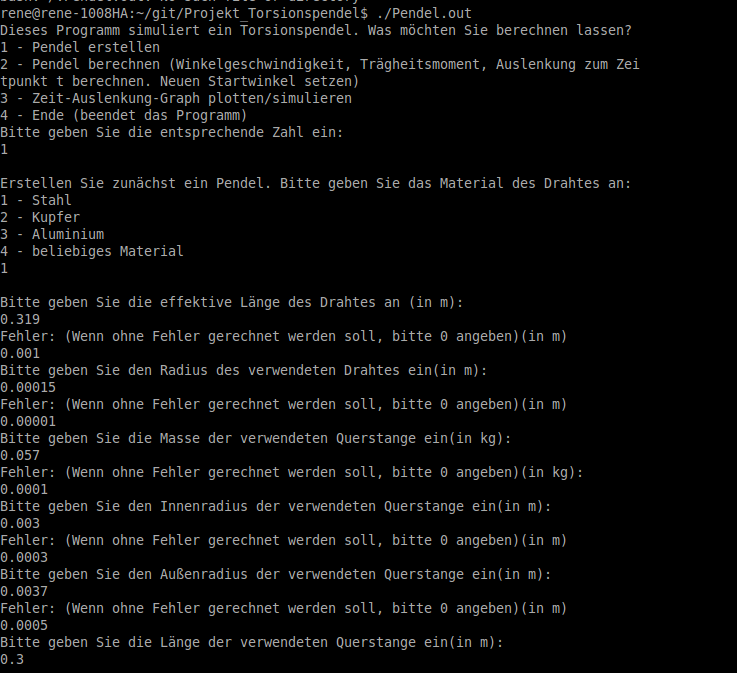 rene@rene-1008HA:~/git/Projekt_Torsionspendel$ ./Pendel.out
Dieses Programm simuliert ein Torsionspendel. Was möchten Sie berechnen lassen?
1 - Pendel erstellen
2 - Pendel berechnen (Winkelgeschwindigkeit, Trägheitsmoment, Auslenkung zum Zei
tpunkt t berechnen. Neuen Startwinkel setzen)
3 - Zeit-Auslenkung-Graph plotten/simulieren
4 - Ende (beendet das Programm)
Bitte geben Sie die entsprechende Zahl ein:
1

Erstellen Sie zunächst ein Pendel. Bitte geben Sie das Material des Drahtes an:
1 - Stahl
2 - Kupfer
3 - Aluminium
4 - beliebiges Material
1

Bitte geben Sie die effektive Länge des Drahtes an (in m):
0.319
Fehler: (Wenn ohne Fehler gerechnet werden soll, bitte 0 angeben)(in m)
0.001
Bitte geben Sie den Radius des verwendeten Drahtes ein(in m):
0.00015
Fehler: (Wenn ohne Fehler gerechnet werden soll, bitte 0 angeben)(in m)
0.00001
Bitte geben Sie die Masse der verwendeten Querstange ein(in kg):
0.057
Fehler: (Wenn ohne Fehler gerechnet werden soll, bitte 0 angeben)(in kg):
0.0001
Bitte geben Sie den Innenradius der verwendeten Querstange ein(in m):
0.003
Fehler: (Wenn ohne Fehler gerechnet werden soll, bitte 0 angeben)(in m)
0.0003
Bitte geben Sie den Außenradius der verwendeten Querstange ein(in m):
0.0037
Fehler: (Wenn ohne Fehler gerechnet werden soll, bitte 0 angeben)(in m)
0.0005
Bitte geben Sie die Länge der verwendeten Querstange ein(in m):
0.3